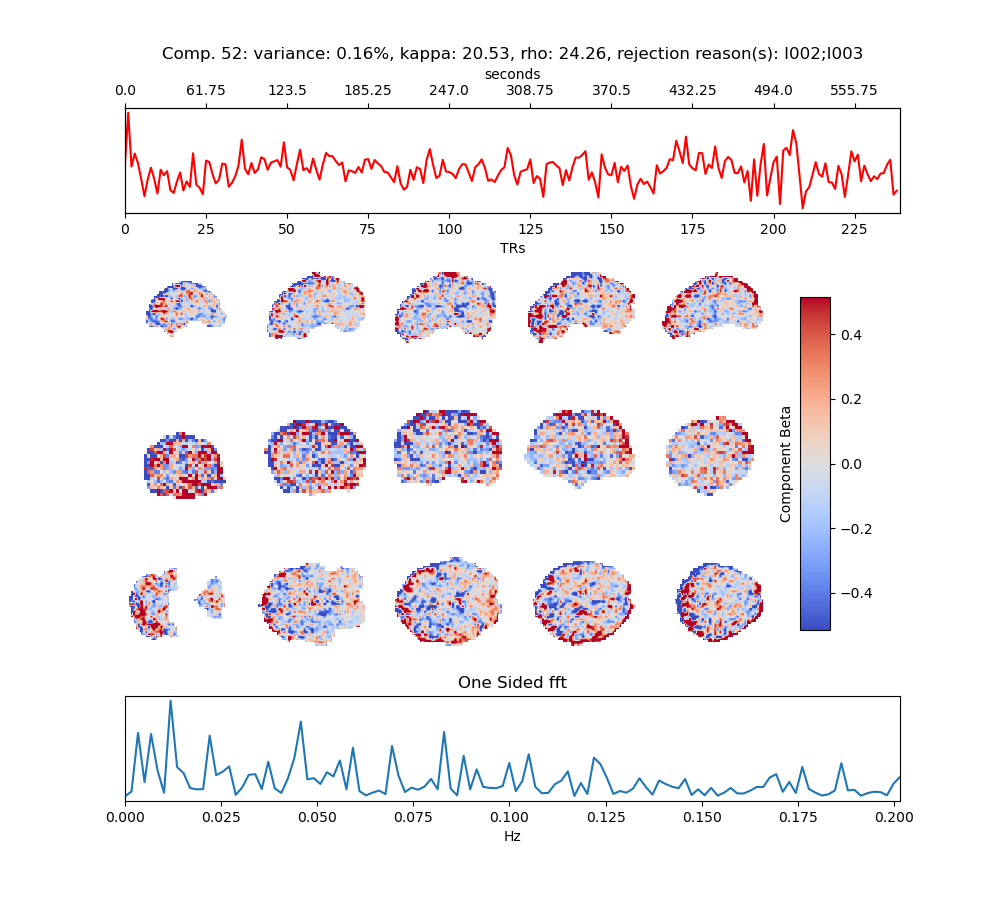 Comp. 52: variance: 0.16%, kappa: 20.53, rho: 24.26, rejection reason(s): I002;I003
seconds
0.0 61.75 123.5 185.25 247.0 308.75 370.5 432.25 494.0 555.75
0 25 50 75 100 125 150 175 200 225
TRs
0.4
0.2
0.0
−0.2
−0.4
Component Beta
One Sided fft
0.000 0.025 0.050 0.075 0.100 0.125 0.150 0.175 0.200
Hz